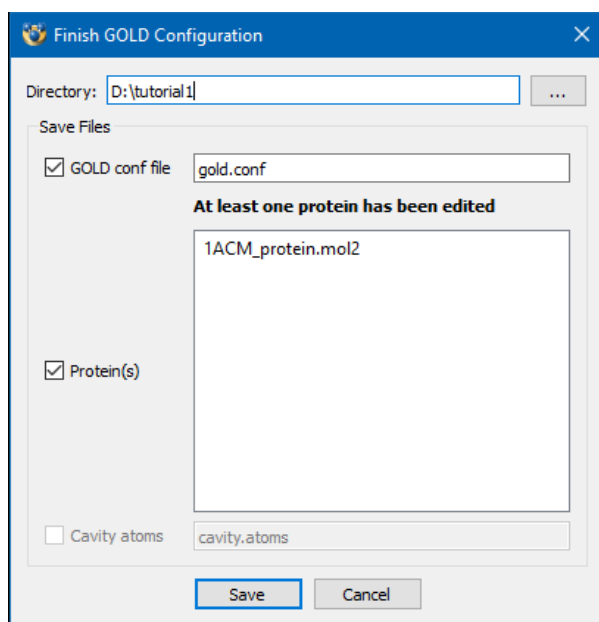 Finish GOLD Configuration
Directory: D:\tutorial1 ...
Save Files
GOLD conf file gold.conf
At least one protein has been edited
1ACM_protein.mol2
Protein(s)
Cavity atoms cavity.atoms
Save Cancel